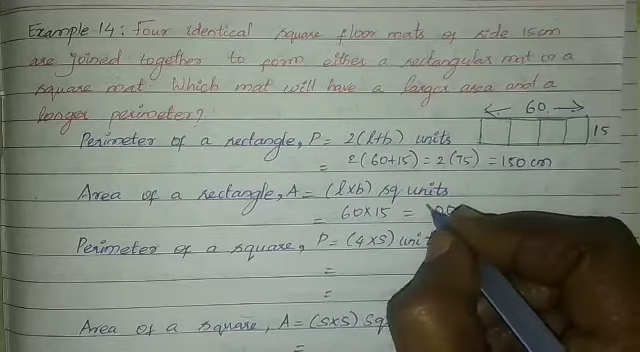 Example 14: Four identical square floor mats of side 15cm
are joined together to form either a rectangular mat or a
square mat. Which mat will have a larger area and a
longer perimeter?
60
15
Perimeter of a rectangle, P = 2(l+b) units
= 2(60+15) = 2(75) = 150 cm
Area of a rectangle, A = (l×b) sq units
= 60×15 =
Perimeter of a square, P = (4×s) unit
=
=
Area of a square, A = (s×s) sq
=